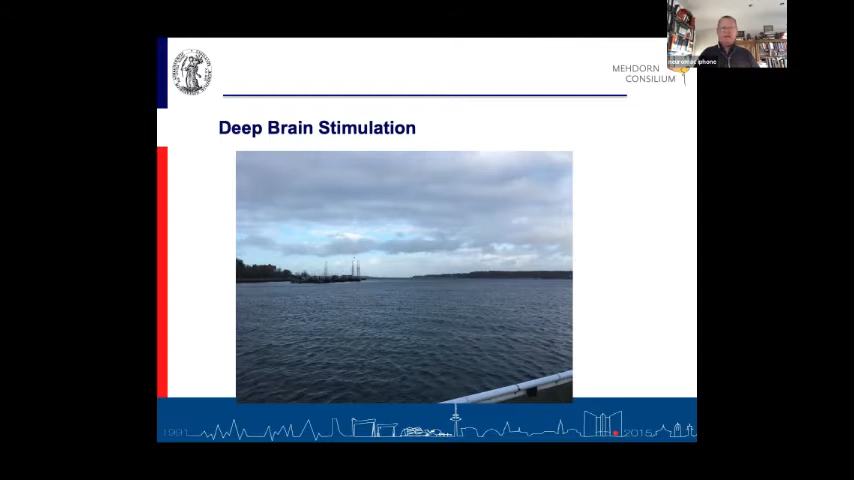 MEHDORN
CONSILIUM
Deep Brain Stimulation
1991
2015